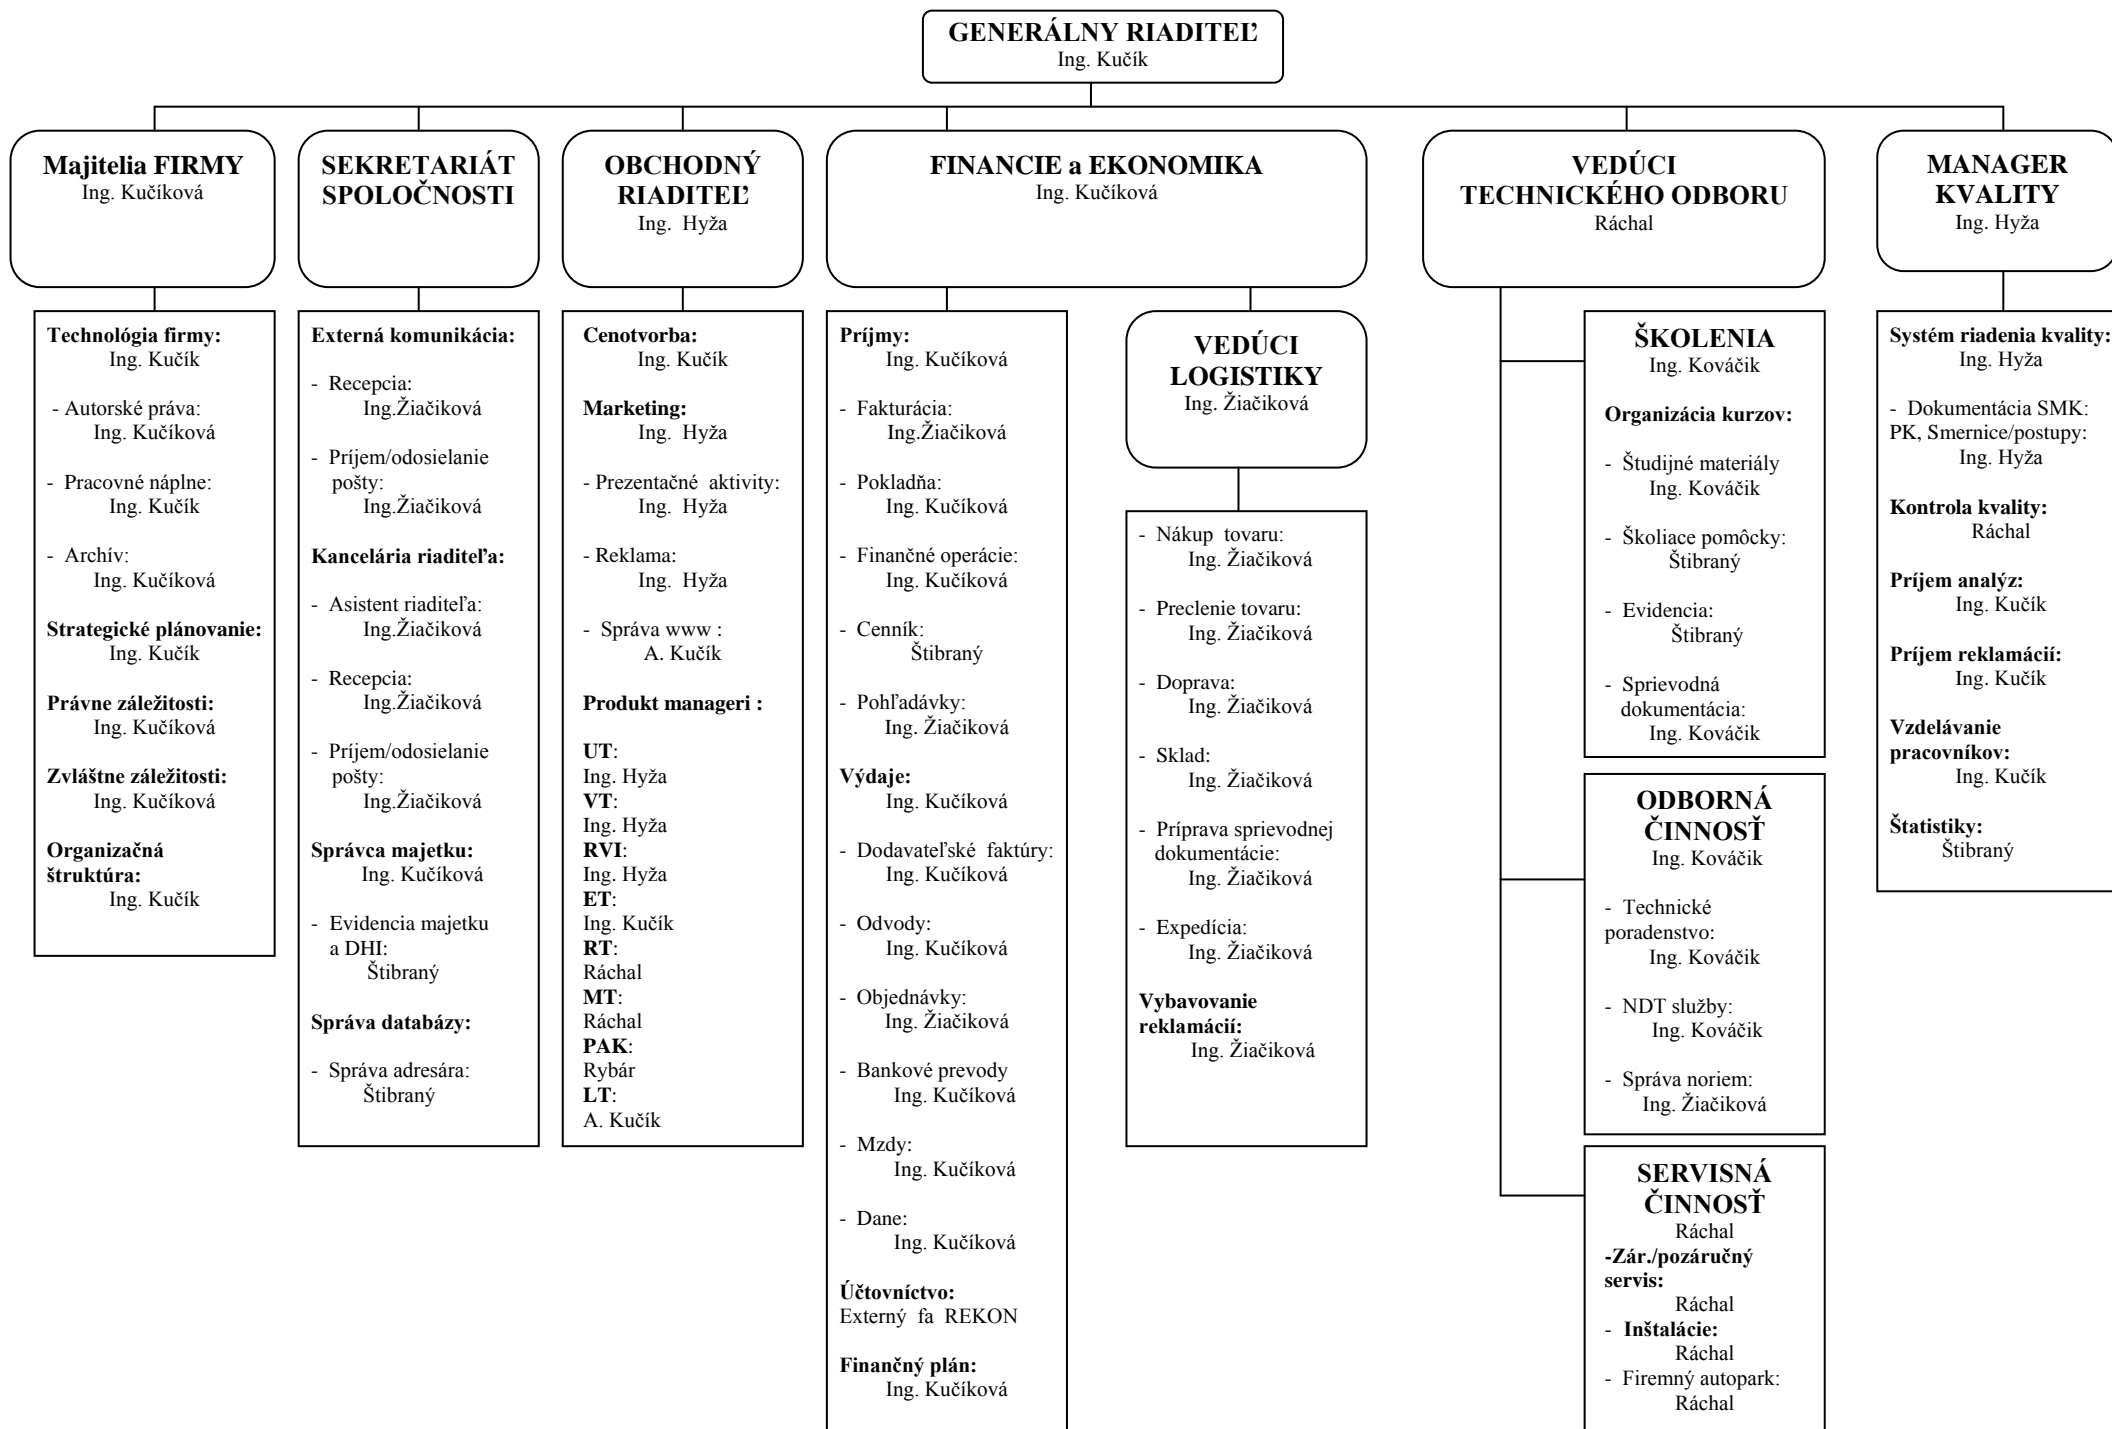 GENERÁLNY RIADITEĽ
Ing. Kučík
Majitelia FIRMY
Ing. Kučíková
SEKRETARIÁT
SPOLOČNOSTI
OBCHODNÝ
RIADITEĽ
Ing. Hyža
FINANCIE a EKONOMIKA
Ing. Kučíková
VEDÚCI
TECHNICKÉHO ODBORU
Ráchal
MANAGER
KVALITY
Ing. Hyža
Technológia firmy:
Ing. Kučík
- Autorské práva:
Ing. Kučíková
- Pracovné náplne:
Ing. Kučík
- Archív:
Ing. Kučíková
Strategické plánovanie:
Ing. Kučík
Právne záležitosti:
Ing. Kučíková
Zvláštne záležitosti:
Ing. Kučíková
Organizačná
štruktúra:
Ing. Kučík
Externá komunikácia:
- Recepcia:
Ing.Žiačiková
- Príjem/odosielanie
pošty:
Ing.Žiačiková
Kancelária riaditeľa:
- Asistent riaditeľa:
Ing.Žiačiková
- Recepcia:
Ing.Žiačiková
- Príjem/odosielanie
pošty:
Ing.Žiačiková
Správca majetku:
Ing. Kučíková
- Evidencia majetku
a DHI:
Štibraný
Správa databázy:
- Správa adresára:
Štibraný
Cenotvorba:
Ing. Kučík
Marketing:
Ing. Hyža
- Prezentačné aktivity:
Ing. Hyža
- Reklama:
Ing. Hyža
- Správa www :
A. Kučík
Produkt manageri :
UT:
Ing. Hyža
VT:
Ing. Hyža
RVI:
Ing. Hyža
ET:
Ing. Kučík
RT:
Ráchal
MT:
Ráchal
PAK:
Rybár
LT:
A. Kučík
Príjmy:
Ing. Kučíková
- Fakturácia:
Ing.Žiačiková
- Pokladňa:
Ing. Kučíková
- Finančné operácie:
Ing. Kučíková
- Cenník:
Štibraný
- Pohľadávky:
Ing. Žiačiková
Výdaje:
Ing. Kučíková
- Dodavateľské faktúry:
Ing. Kučíková
- Odvody:
Ing. Kučíková
- Objednávky:
Ing. Žiačiková
- Bankové prevody
Ing. Kučíková
- Mzdy:
Ing. Kučíková
- Dane:
Ing. Kučíková
Účtovníctvo:
Externý fa REKON
Finančný plán:
Ing. Kučíková
VEDÚCI
LOGISTIKY
Ing. Žiačiková
- Nákup tovaru:
Ing. Žiačiková
- Preclenie tovaru:
Ing. Žiačiková
- Doprava:
Ing. Žiačiková
- Sklad:
Ing. Žiačiková
- Príprava sprievodnej
dokumentácie:
Ing. Žiačiková
- Expedícia:
Ing. Žiačiková
Vybavovanie
reklamácií:
Ing. Žiačiková
ŠKOLENIA
Ing. Kováčik
Organizácia kurzov:
- Študijné materiály
Ing. Kováčik
- Školiace pomôcky:
Štibraný
- Evidencia:
Štibraný
- Sprievodná
dokumentácia:
Ing. Kováčik
ODBORNÁ
ČINNOSŤ
Ing. Kováčik
- Technické
poradenstvo:
Ing. Kováčik
- NDT služby:
Ing. Kováčik
- Správa noriem:
Ing. Žiačiková
SERVISNÁ
ČINNOSŤ
Ráchal
-Zár./pozáručný
servis:
Ráchal
- Inštalácie:
Ráchal
- Firemný autopark:
Ráchal
Systém riadenia kvality:
Ing. Hyža
- Dokumentácia SMK:
PK, Smernice/postupy:
Ing. Hyža
Kontrola kvality:
Ráchal
Príjem analýz:
Ing. Kučík
Príjem reklamácií:
Ing. Kučík
Vzdelávanie
pracovníkov:
Ing. Kučík
Štatistiky:
Štibraný